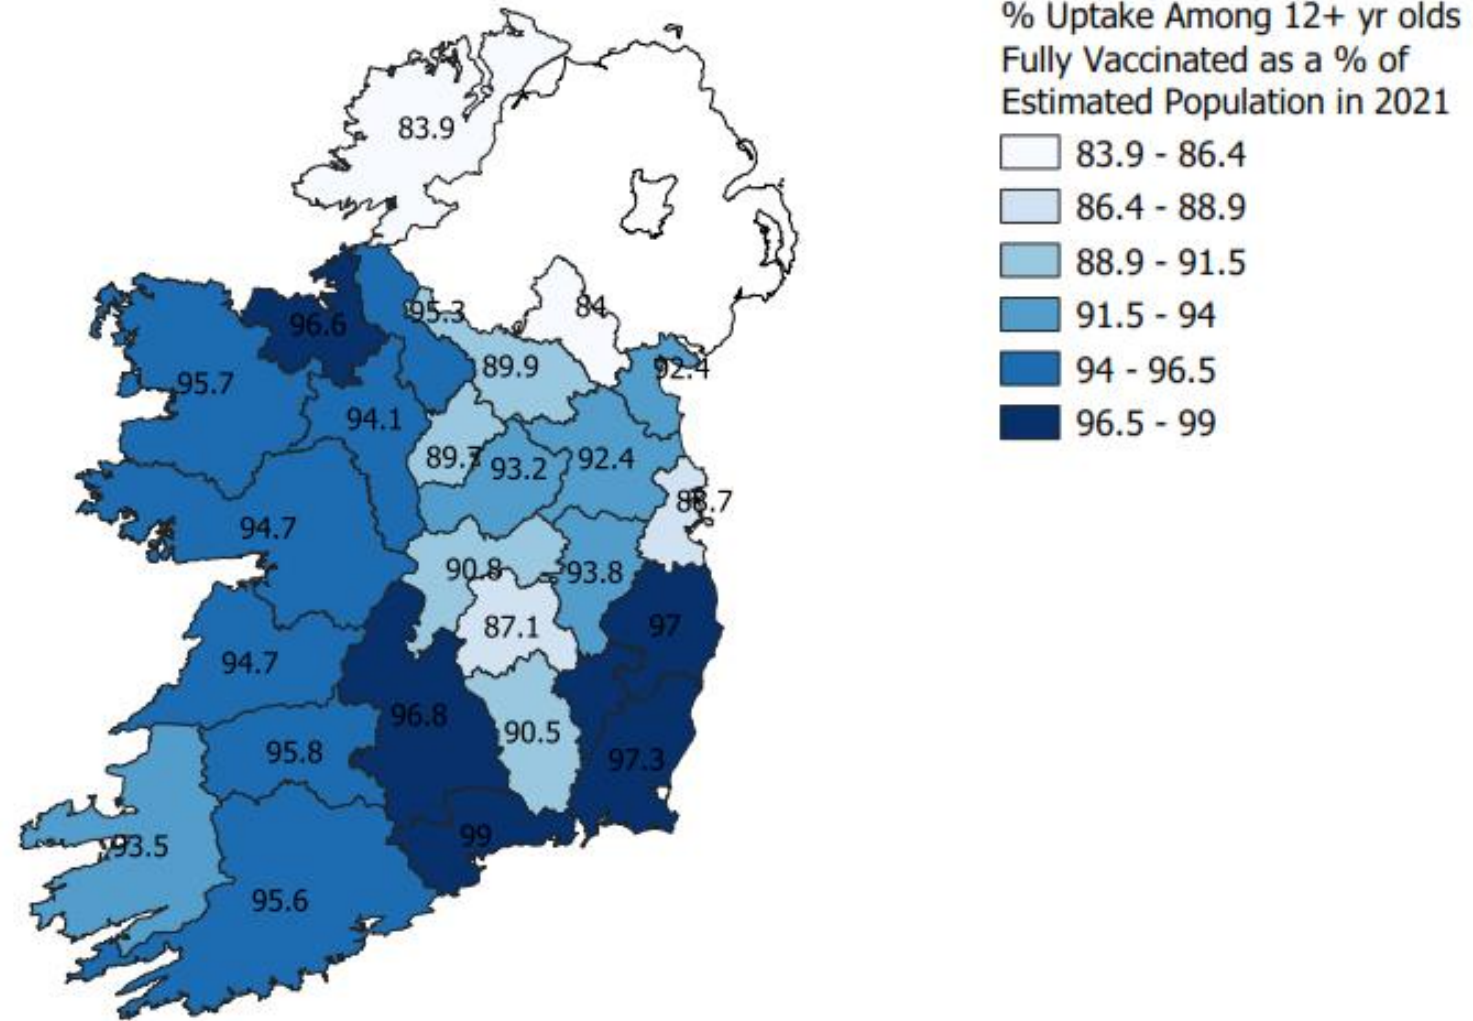 % Uptake Among 12+ yr olds
Fully Vaccinated as a % of
Estimated Population in 2021
83.9 - 86.4
86.4 - 88.9
88.9 - 91.5
91.5 - 94
94 - 96.5
96.5 - 99
83.9
84
95.3
96.6
89.9
92.4
95.7
94.1
89.7
93.2
92.4
88.7
94.7
90.8
93.8
87.1
97
94.7
96.8
90.5
95.8
97.3
99
93.5
95.6